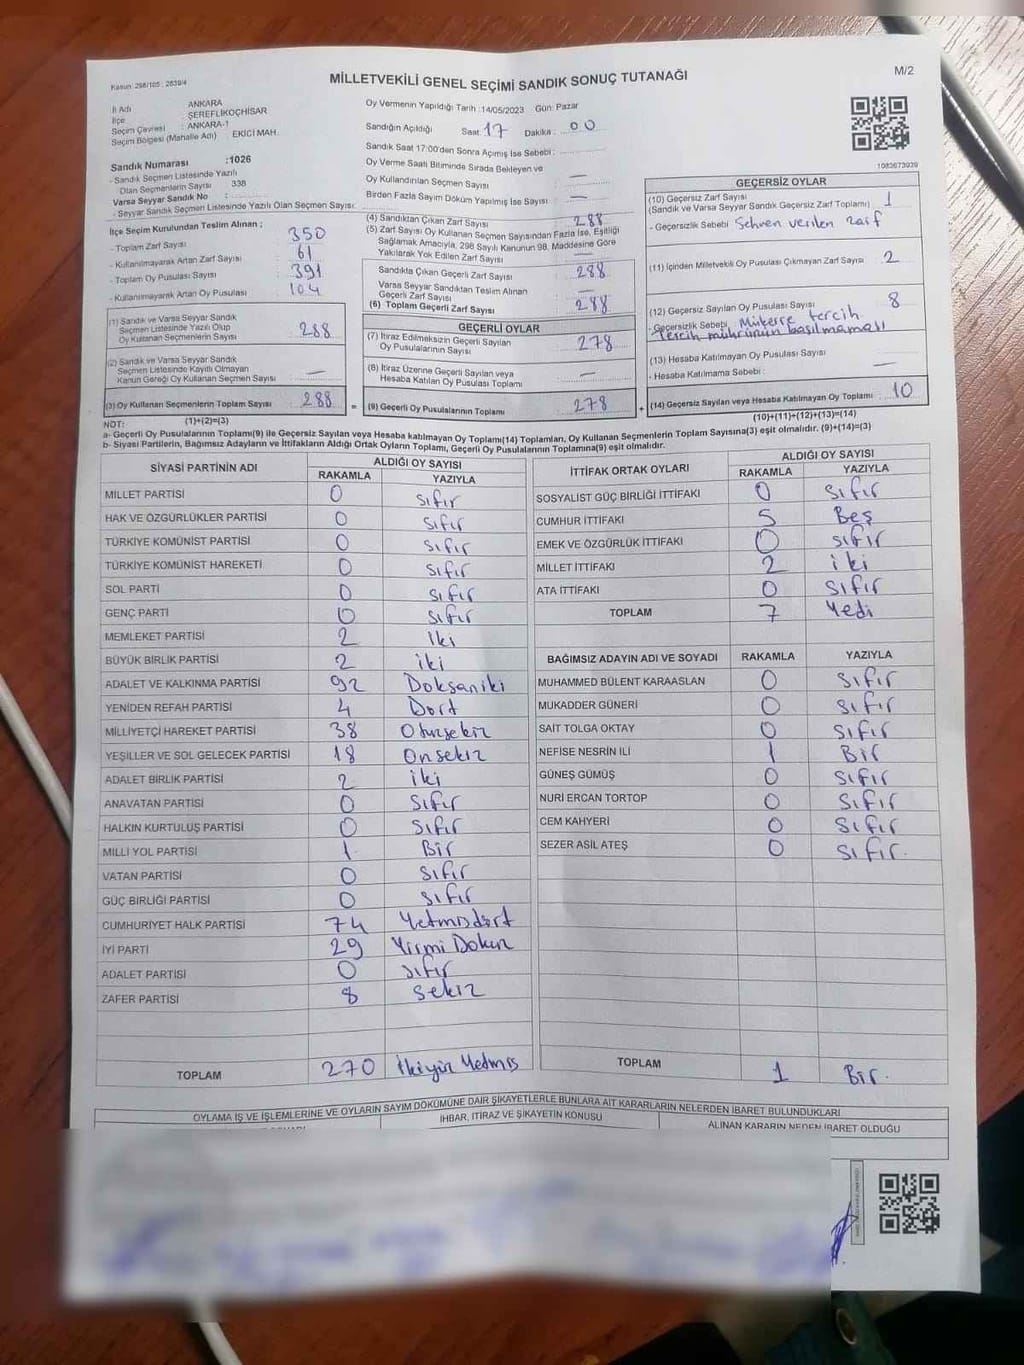 Kanun: 298/105 ; 2839/4
MİLLETVEKİLİ GENEL SEÇİMİ SANDIK SONUÇ TUTANAĞI
M/2
İl Adı : ANKARA
İlçe : ŞEREFLİKOÇHİSAR
Seçim Çevresi : ANKARA-1
Seçim Bölgesi (Mahalle Adı) : EKİCİ MAH.
Sandık Numarası :1026
- Sandık Seçmen Listesinde Yazılı
Olan Seçmenlerin Sayısı : 338
Varsa Seyyar Sandık No :
- Seyyar Sandık Seçmen Listesinde Yazılı Olan Seçmen Sayısı:
Oy Vermenin Yapıldığı Tarih :14/05/2023 Gün: Pazar
Sandığın Açıldığı Saat 17 Dakika : 00
Sandık Saat 17:00'den Sonra Açımış İse Sebebi :
Oy Verme Saati Bitiminde Sırada Bekleyen ve
Oy Kullandırılan Seçmen Sayısı : —
Birden Fazla Sayım Döküm Yapılmış İse Sayısı : —
1083673039
İlçe Seçim Kurulundan Teslim Alınan ;
- Toplam Zarf Sayısı : 350
- Kullanılmayarak Artan Zarf Sayısı : 61
- Toplam Oy Pusulası Sayısı : 391
- Kullanılmayarak Artan Oy Pusulası : 104
(1) Sandık ve Varsa Seyyar Sandık
Seçmen Listesinde Yazılı Olup
Oy Kullanan Seçmenlerin Sayısı : 288
(2) Sandık ve Varsa Seyyar Sandık
Seçmen Listesinde Kayıtlı Olmayan
Kanun Gereği Oy Kullanan Seçmen Sayısı : —
(3) Oy Kullanan Seçmenlerin Toplam Sayısı : 288
(1)+(2)=(3)
(4) Sandıktan Çıkan Zarf Sayısı : 288
(5) Zarf Sayısı Oy Kullanan Seçmen Sayısından Fazla İse, Eşitliği
Sağlamak Amacıyla, 298 Sayılı Kanunun 98. Maddesine Göre
Yakılarak Yok Edilen Zarf Sayısı : —
Sandıkta Çıkan Geçerli Zarf Sayısı : 288
Varsa Seyyar Sandıktan Teslim Alınan
Geçerli Zarf Sayısı : —
(6) Toplam Geçerli Zarf Sayısı : 288
GEÇERLİ OYLAR
(7) İtiraz Edilmeksizin Geçerli Sayılan
Oy Pusulalarının Sayısı : 278
(8) İtiraz Üzerine Geçerli Sayılan veya
Hesaba Katılan Oy Pusulası Toplamı : —
= (9) Geçerli Oy Pusulalarının Toplamı : 278
GEÇERSİZ OYLAR
(10) Geçersiz Zarf Sayısı : 1
(Sandık ve Varsa Seyyar Sandık Geçersiz Zarf Toplamı)
- Geçersizlik Sebebi : Sehven verilen zarf
(11) İçinden Milletvekili Oy Pusulası Çıkmayan Zarf Sayısı : 2
(12) Geçersiz Sayılan Oy Pusulası Sayısı : 8
- Geçersizlik Sebebi : Mükerre tercih
Tercih mührünün basılmaması
(13) Hesaba Katılmayan Oy Pusulası Sayısı : —
- Hesaba Katılmama Sebebi :
+ (14) Geçersiz Sayılan veya Hesaba Katılmayan Oy Toplamı : 10
(10)+(11)+(12)+(13)=(14)
NOT:
a- Geçerli Oy Pusulalarının Toplamı(9) ile Geçersiz Sayılan veya Hesaba katılmayan Oy Toplamı(14) Toplamları, Oy Kullanan Seçmenlerin Toplam Sayısına(3) eşit olmalıdır. (9)+(14)=(3)
b- Siyasi Partilerin, Bağımsız Adayların ve İttifakların Aldığı Ortak Oyların Toplamı, Geçerli Oy Pusulalarının Toplamına(9) eşit olmalıdır.
SİYASİ PARTİNİN ADI ALDIĞI OY SAYISI
RAKAMLA YAZIYLA
MİLLET PARTİSİ 0 sıfır
HAK VE ÖZGÜRLÜKLER PARTİSİ 0 sıfır
TÜRKİYE KOMÜNİST PARTİSİ 0 sıfır
TÜRKİYE KOMÜNİST HAREKETİ 0 sıfır
SOL PARTİ 0 sıfır
GENÇ PARTİ 0 sıfır
MEMLEKET PARTİSİ 2 İki
BÜYÜK BİRLİK PARTİSİ 2 iki
ADALET VE KALKINMA PARTİSİ 92 Doksaniki
YENİDEN REFAH PARTİSİ 4 Dört
MİLLİYETÇİ HAREKET PARTİSİ 38 Otuzsekiz
YEŞİLLER VE SOL GELECEK PARTİSİ 18 Onsekiz
ADALET BİRLİK PARTİSİ 2 iki
ANAVATAN PARTİSİ 0 Sıfır
HALKIN KURTULUŞ PARTİSİ 0 Sıfır
MİLLİ YOL PARTİSİ 1 Bir
VATAN PARTİSİ 0 sıfır
GÜÇ BİRLİĞİ PARTİSİ 0 sıfır
CUMHURİYET HALK PARTİSİ 74 Yetmişdört
İYİ PARTİ 29 Yirmi Dokuz
ADALET PARTİSİ 0 sıfır
ZAFER PARTİSİ 8 sekiz
TOPLAM 270 İkiyüz Yetmiş
İTTİFAK ORTAK OYLARI ALDIĞI OY SAYISI
RAKAMLA YAZIYLA
SOSYALİST GÜÇ BİRLİĞİ İTTİFAKI 0 sıfır
CUMHUR İTTİFAKI 5 Beş
EMEK VE ÖZGÜRLÜK İTTİFAKI 0 sıfır
MİLLET İTTİFAKI 2 iki
ATA İTTİFAKI 0 sıfır
TOPLAM 7 Yedi
BAĞIMSIZ ADAYIN ADI VE SOYADI RAKAMLA YAZIYLA
MUHAMMED BÜLENT KARAASLAN 0 Sıfır
MUKADDER GÜNERİ 0 sıfır
SAİT TOLGA OKTAY 0 sıfır
NEFİSE NESRİN İLİ 1 Bir
GÜNEŞ GÜMÜŞ 0 sıfır
NURİ ERCAN TORTOP 0 sıfır
CEM KAHYERİ 0 sıfır
SEZER ASİL ATEŞ 0 sıfır.
TOPLAM 1 Bir.
OYLAMA İŞ VE İŞLEMLERİNE VE OYLARIN SAYIM DÖKÜMÜNE DAİR ŞİKAYETLERLE BUNLARA AİT KARARLARIN NELERDEN İBARET BULUNDUKLARI
İHBAR, İTİRAZ VE ŞİKAYETİN KONUSU
ALINAN KARARIN NEDEN İBARET OLDUĞU